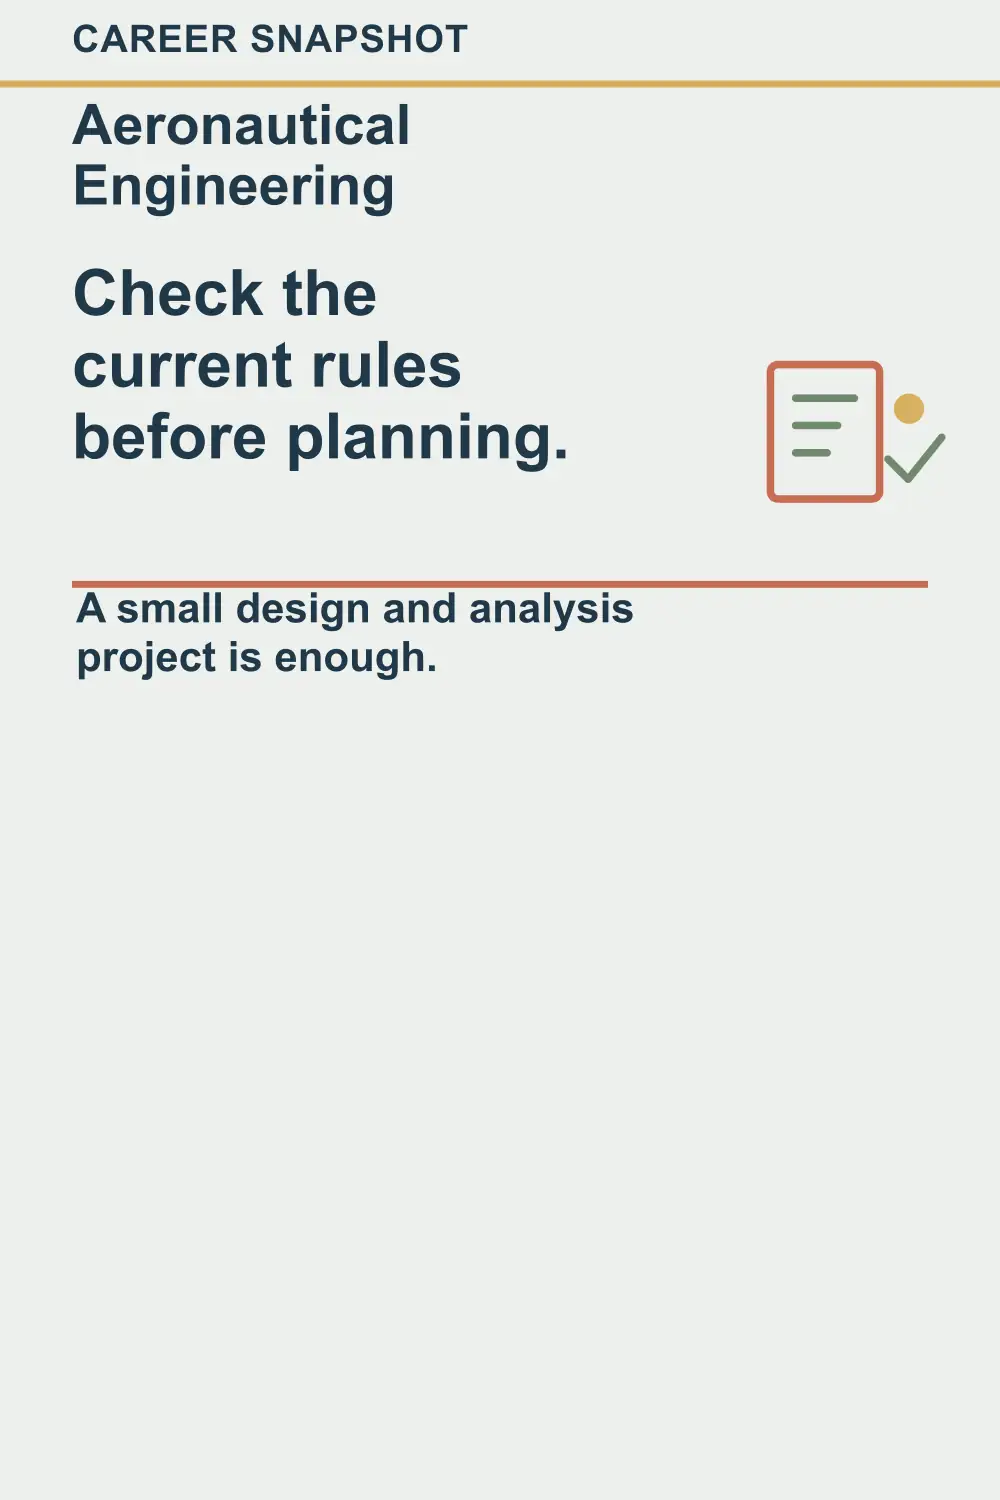 CAREER SNAPSHOT
Aeronautical
Engineering
Check the
current rules
before planning.
A small design and analysis
project is enough.